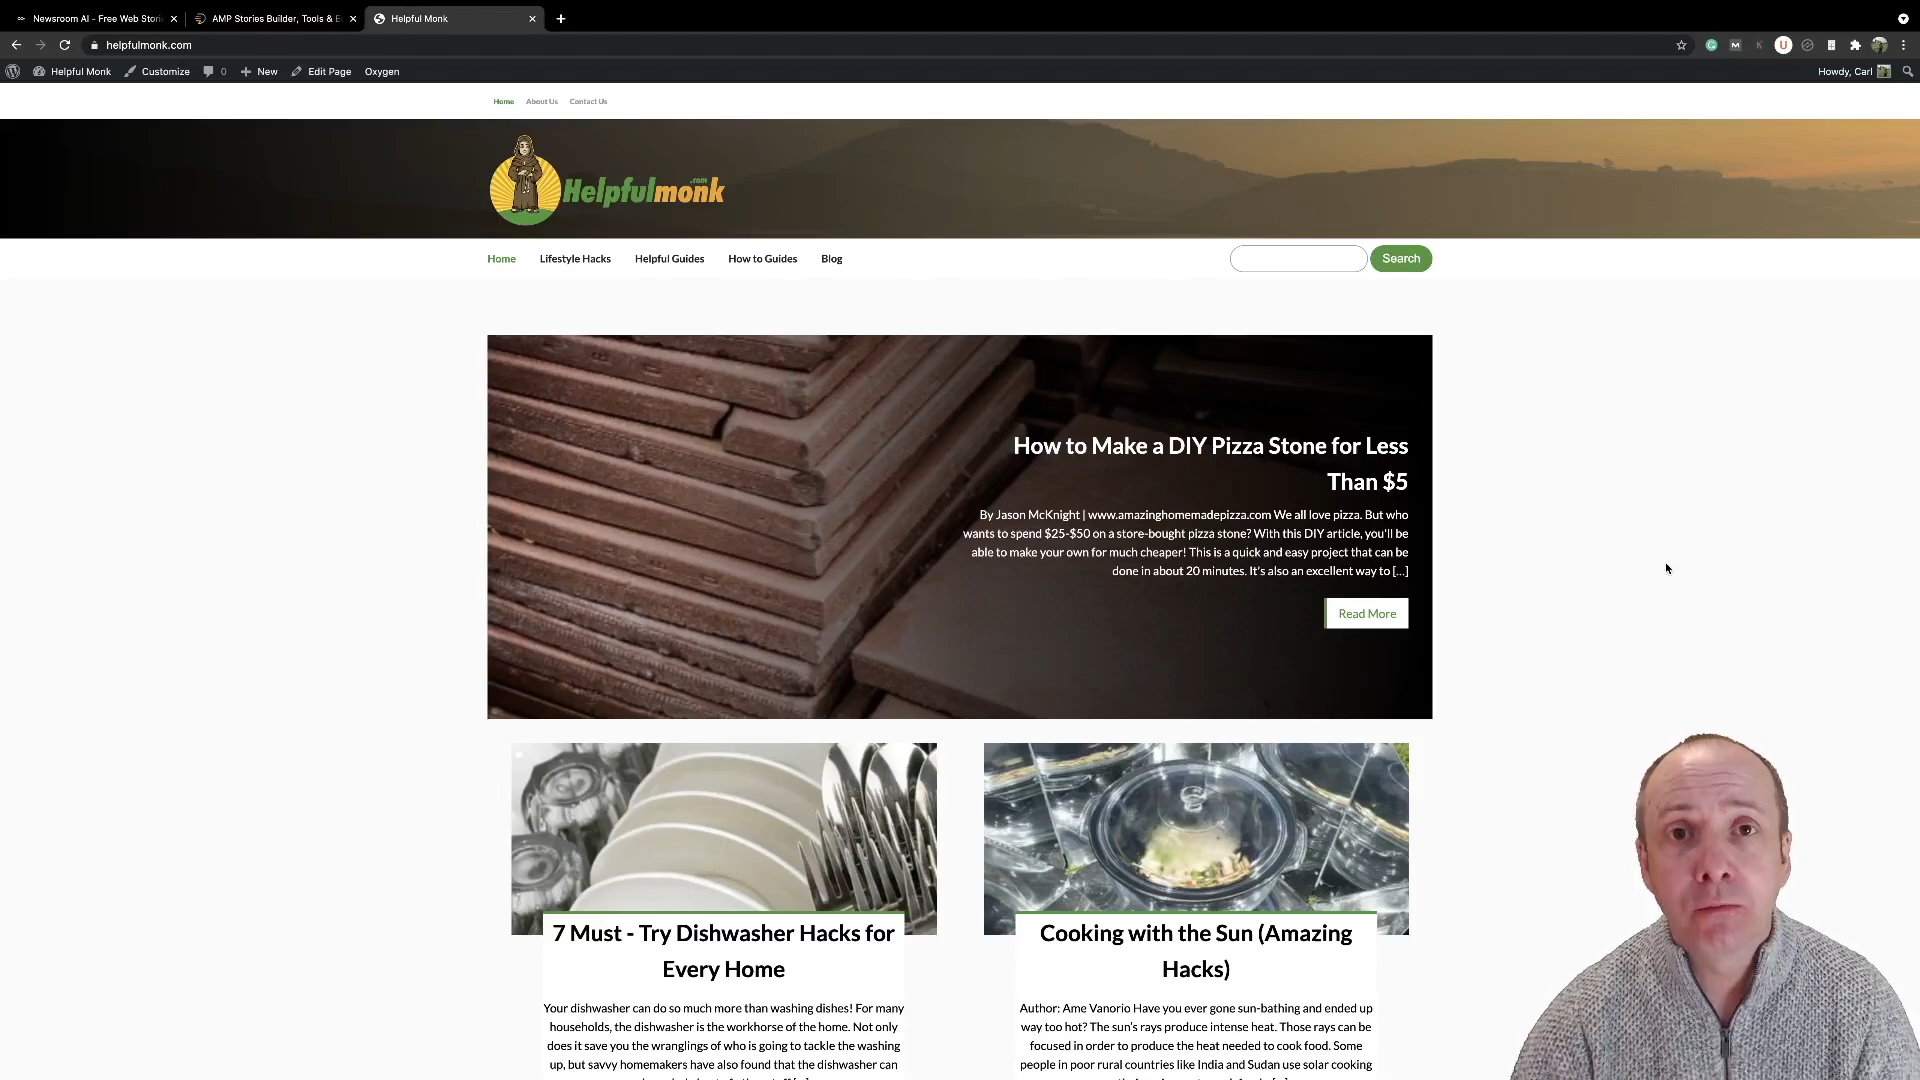 Newsroom AI - Free Web Stori
AMP Stories Builder, Tools & E
Helpful Monk
helpfulmonk.com
Helpful Monk
Customize
0
New
Edit Page
Oxygen
Howdy, Carl
Home
About Us
Contact Us
Helpfulmonk
.com
Home
Lifestyle Hacks
Helpful Guides
How to Guides
Blog
Search
How to Make a DIY Pizza Stone for Less
Than $5
By Jason McKnight | www.amazinghomemadepizza.com We all love pizza. But who
wants to spend $25-$50 on a store-bought pizza stone? With this DIY article, you'll be
able to make your own for much cheaper! This is a quick and easy project that can be
done in about 20 minutes. It's also an excellent way to [...]
Read More
7 Must - Try Dishwasher Hacks for
Every Home
Your dishwasher can do so much more than washing dishes! For many
households, the dishwasher is the workhorse of the home. Not only
does it save you the wranglings of who is going to tackle the washing
up, but savvy homemakers have also found that the dishwasher can
Cooking with the Sun (Amazing
Hacks)
Author: Ame Vanorio Have you ever gone sun-bathing and ended up
way too hot? The sun's rays produce intense heat. Those rays can be
focused in order to produce the heat needed to cook food. Some
people in poor rural countries like India and Sudan use solar cooking